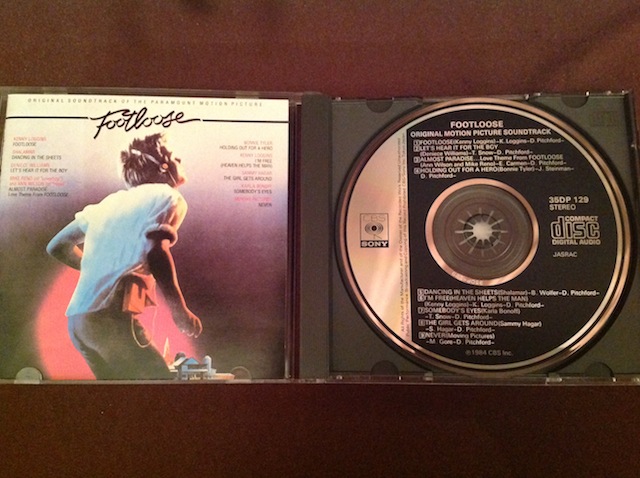 ORIGINAL SOUNDTRACK OF THE PARAMOUNT MOTION PICTURE
Footloose
KENNY LOGGINS
FOOTLOOSE
SHALAMAR
DANCING IN THE SHEETS
DENIECE WILLIAMS
LET'S HEAR IT FOR THE BOY
ALMOST PARADISE
Love Theme From FOOTLOOSE
BONNIE TYLER
HOLDING OUT FOR A HERO
KENNY LOGGINS
I'M FREE
(HEAVEN HELPS THE MAN)
SAMMY HAGAR
THE GIRL GETS AROUND
KARLA BONOFF
SOMEBODY'S EYES
MOVING PICTURES
NEVER
FOOTLOOSE
ORIGINAL MOTION PICTURE SOUNDTRACK
1 FOOTLOOSE(Kenny Loggins)–K. Loggins–D. Pitchford–
2 LET'S HEAR IT FOR THE BOY
(Deniece Williams)–T. Snow–D. Pitchford–
3 ALMOST PARADISE...Love Theme From FOOTLOOSE
(Ann Wilson and Mike Reno)–E. Carmen–D. Pitchford–
4 HOLDING OUT FOR A HERO(Bonnie Tyler)–J. Steinman–
D. Pitchford–
35DP 129
STEREO
COMPACT
disc
DIGITAL AUDIO
JASRAC
CBS
SONY
5 DANCING IN THE SHEETS(Shalamar)–B. Wolfer–D. Pitchford–
6 I'M FREE(HEAVEN HELPS THE MAN)
(Kenny Loggins)–K. Loggins–D. Pitchford–
7 SOMEBODY'S EYES(Karla Bonoff)
–T. Snow–D. Pitchford–
8 THE GIRL GETS AROUND(Sammy Hagar)
–S. Hagar–D. Pitchford–
9 NEVER(Moving Pictures)
–M. Gore–D. Pitchford–
℗1984 CBS Inc.